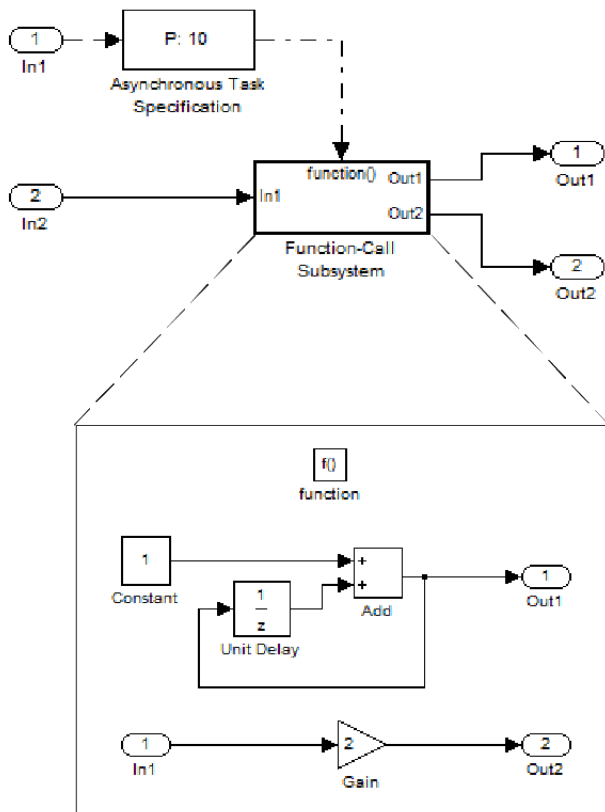 1
In1
P: 10
Asynchronous Task
Specification
2
In2
function()
In1
Out1
Out2
Function-Call
Subsystem
1
Out1
2
Out2
f()
function
1
Constant
1
z
Unit Delay
+
+
Add
1
Out1
1
In1
2
Gain
2
Out2